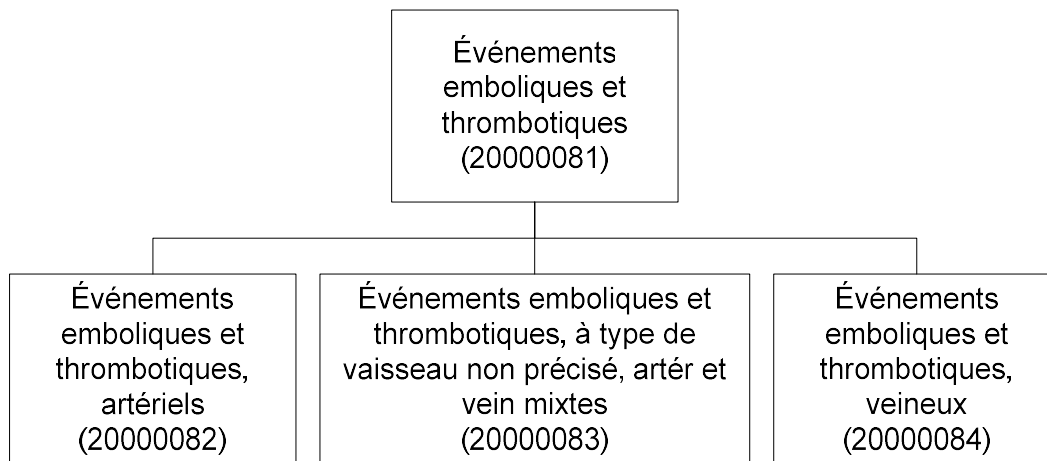 Événements
emboliques et
thrombotiques
(20000081)
Événements
emboliques et
thrombotiques,
artériels
(20000082)
Événements emboliques et
thrombotiques, à type de
vaisseau non précisé, artér et
vein mixtes
(20000083)
Événements
emboliques et
thrombotiques,
veineux
(20000084)